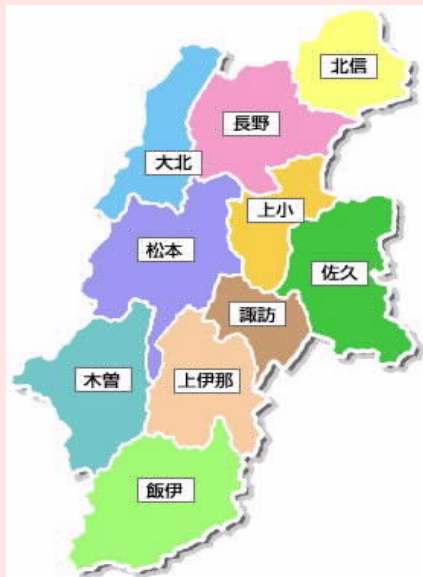 北信
長野
大北
上小
松本
佐久
諏訪
木曽
上伊那
飯伊